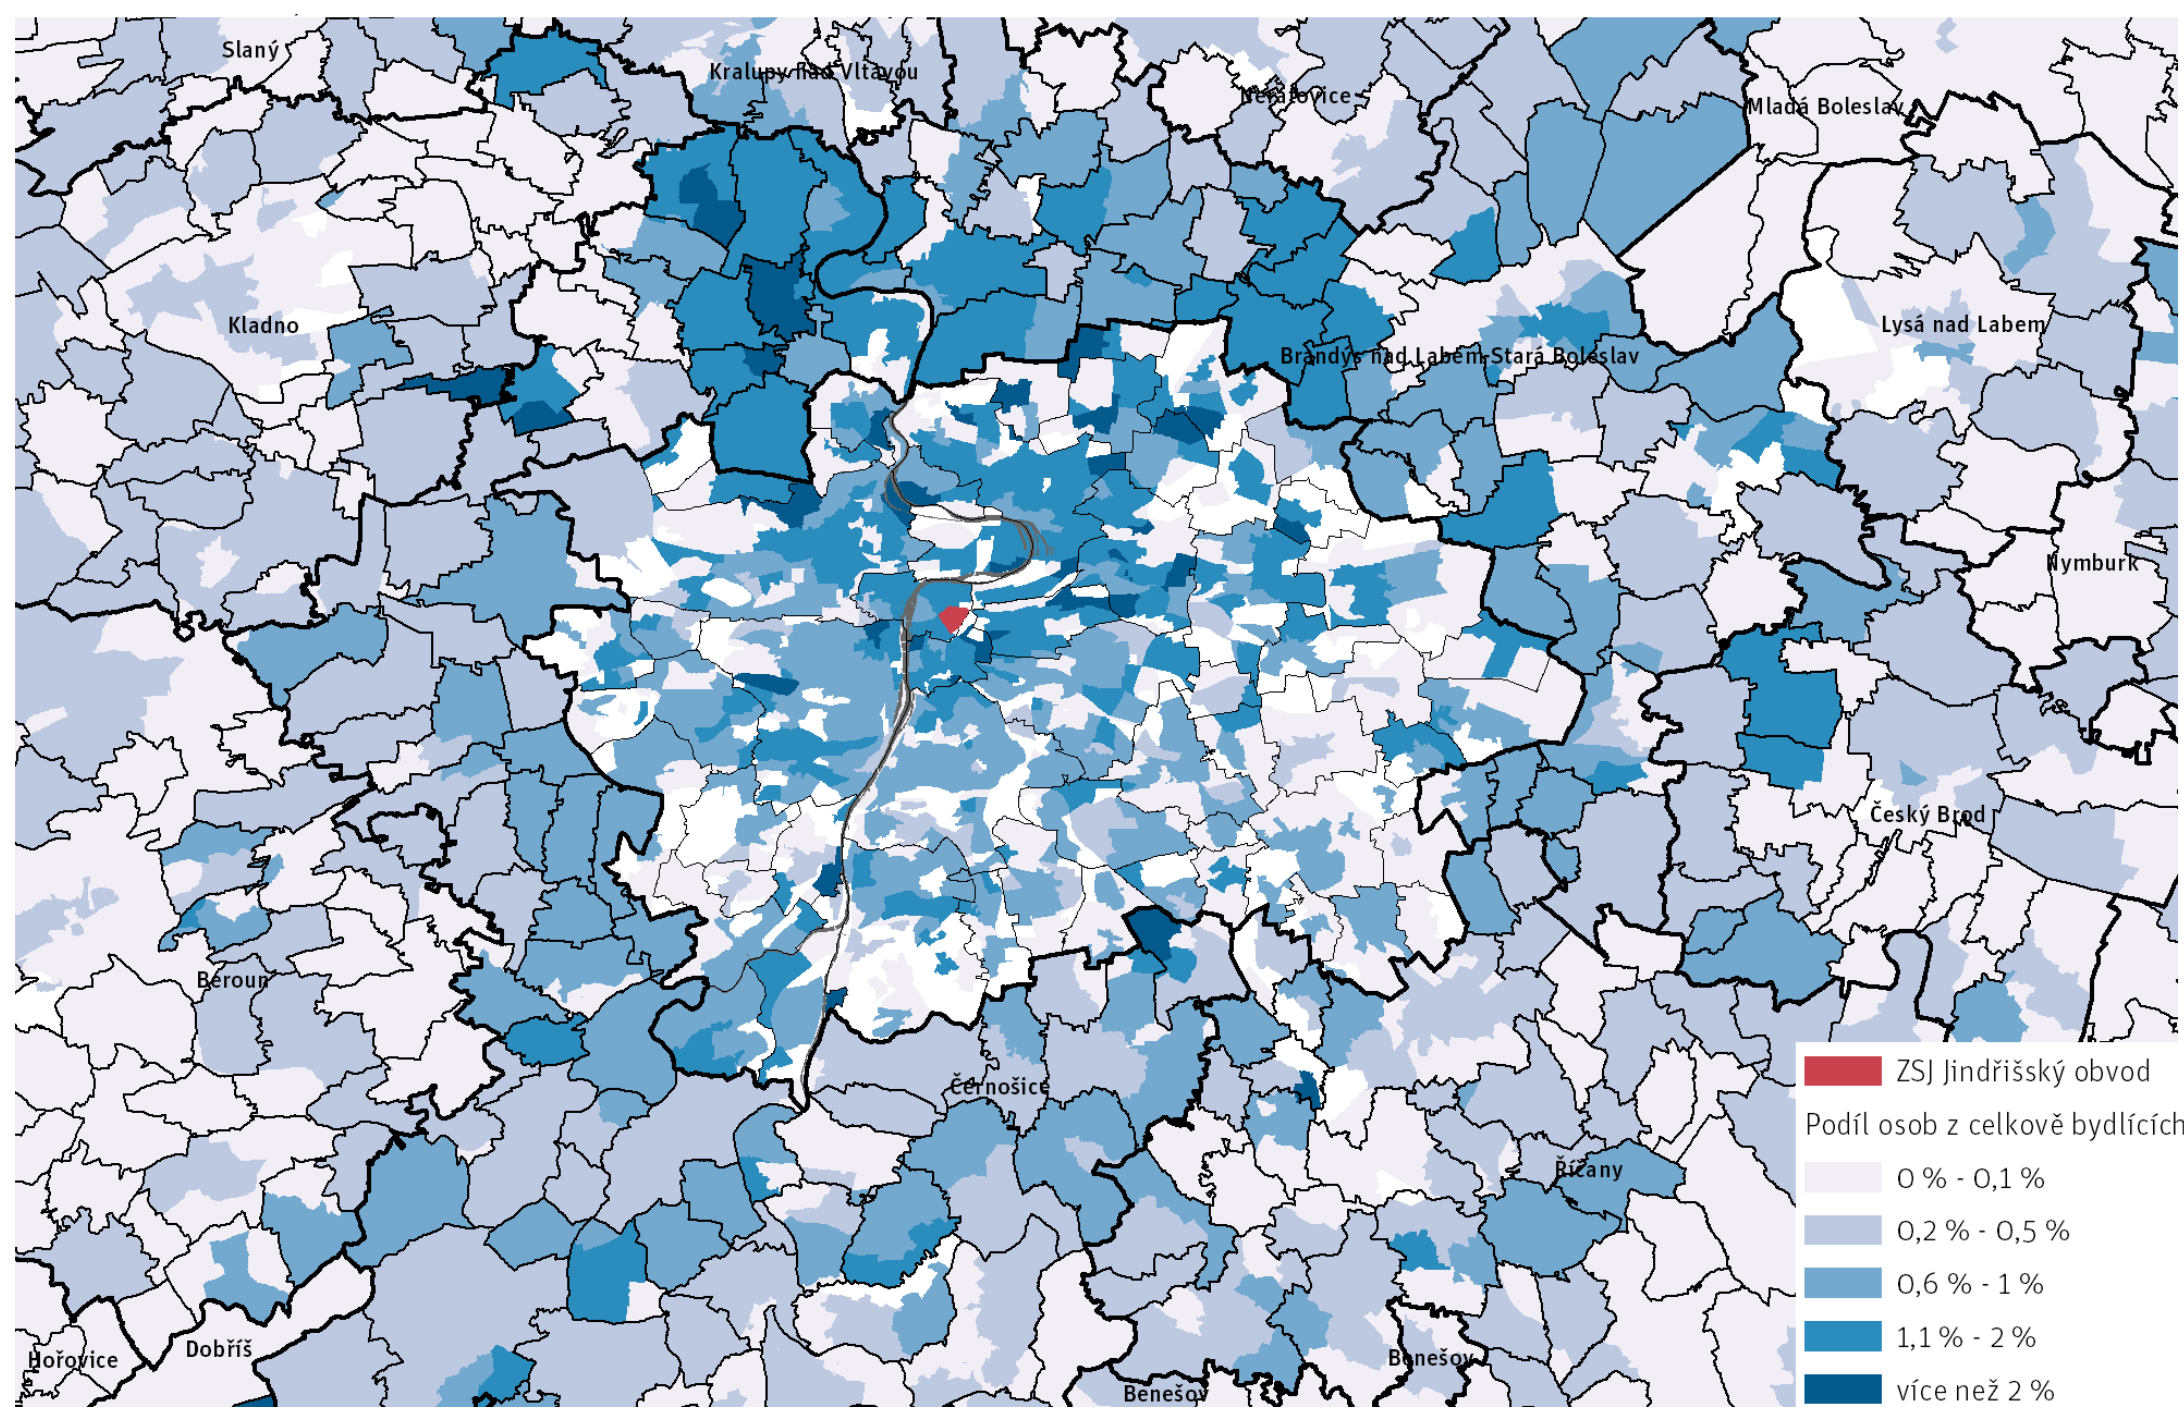 Slaný
Kralupy nad Vltavou
Neratovice
Mladá Boleslav
Kladno
Lysá nad Labem
Brandýs nad Labem-Stará Boleslav
Nymburk
Český Brod
Beroun
Černošice
Říčany
Hořovice
Dobříš
Benešov
Benešov
ZSJ Jindřišský obvod
Podíl osob z celkově bydlících
0 % - 0,1 %
0,2 % - 0,5 %
0,6 % - 1 %
1,1 % - 2 %
více než 2 %